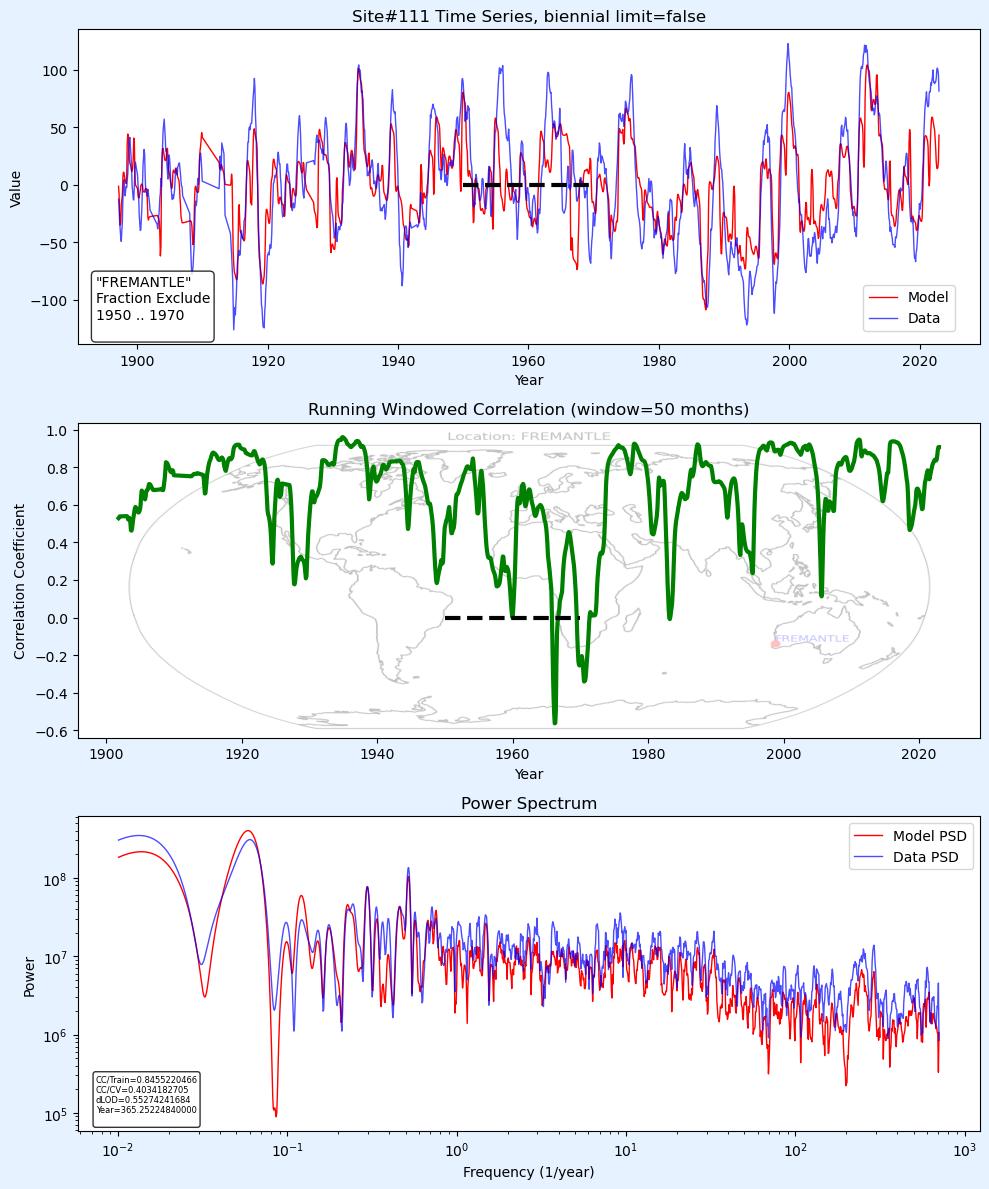 Site#111 Time Series, biennial limit=false
Value
100
50
0
−50
−100
"FREMANTLE"
Fraction Exclude
1950 .. 1970
Model
Data
1900
1920
1940
1960
1980
2000
2020
Year
Running Windowed Correlation (window=50 months)
Location: FREMANTLE
Correlation Coefficient
1.0
0.8
0.6
0.4
0.2
0.0
−0.2
−0.4
−0.6
FREMANTLE
1900
1920
1940
1960
1980
2000
2020
Year
Power Spectrum
Model PSD
Data PSD
Power
10⁸
10⁷
10⁶
10⁵
CC/Train=0.8455220466
CC/CV=0.4034182705
dLOD=0.55274241684
Year=365.25224840000
10⁻²
10⁻¹
10⁰
10¹
10²
10³
Frequency (1/year)